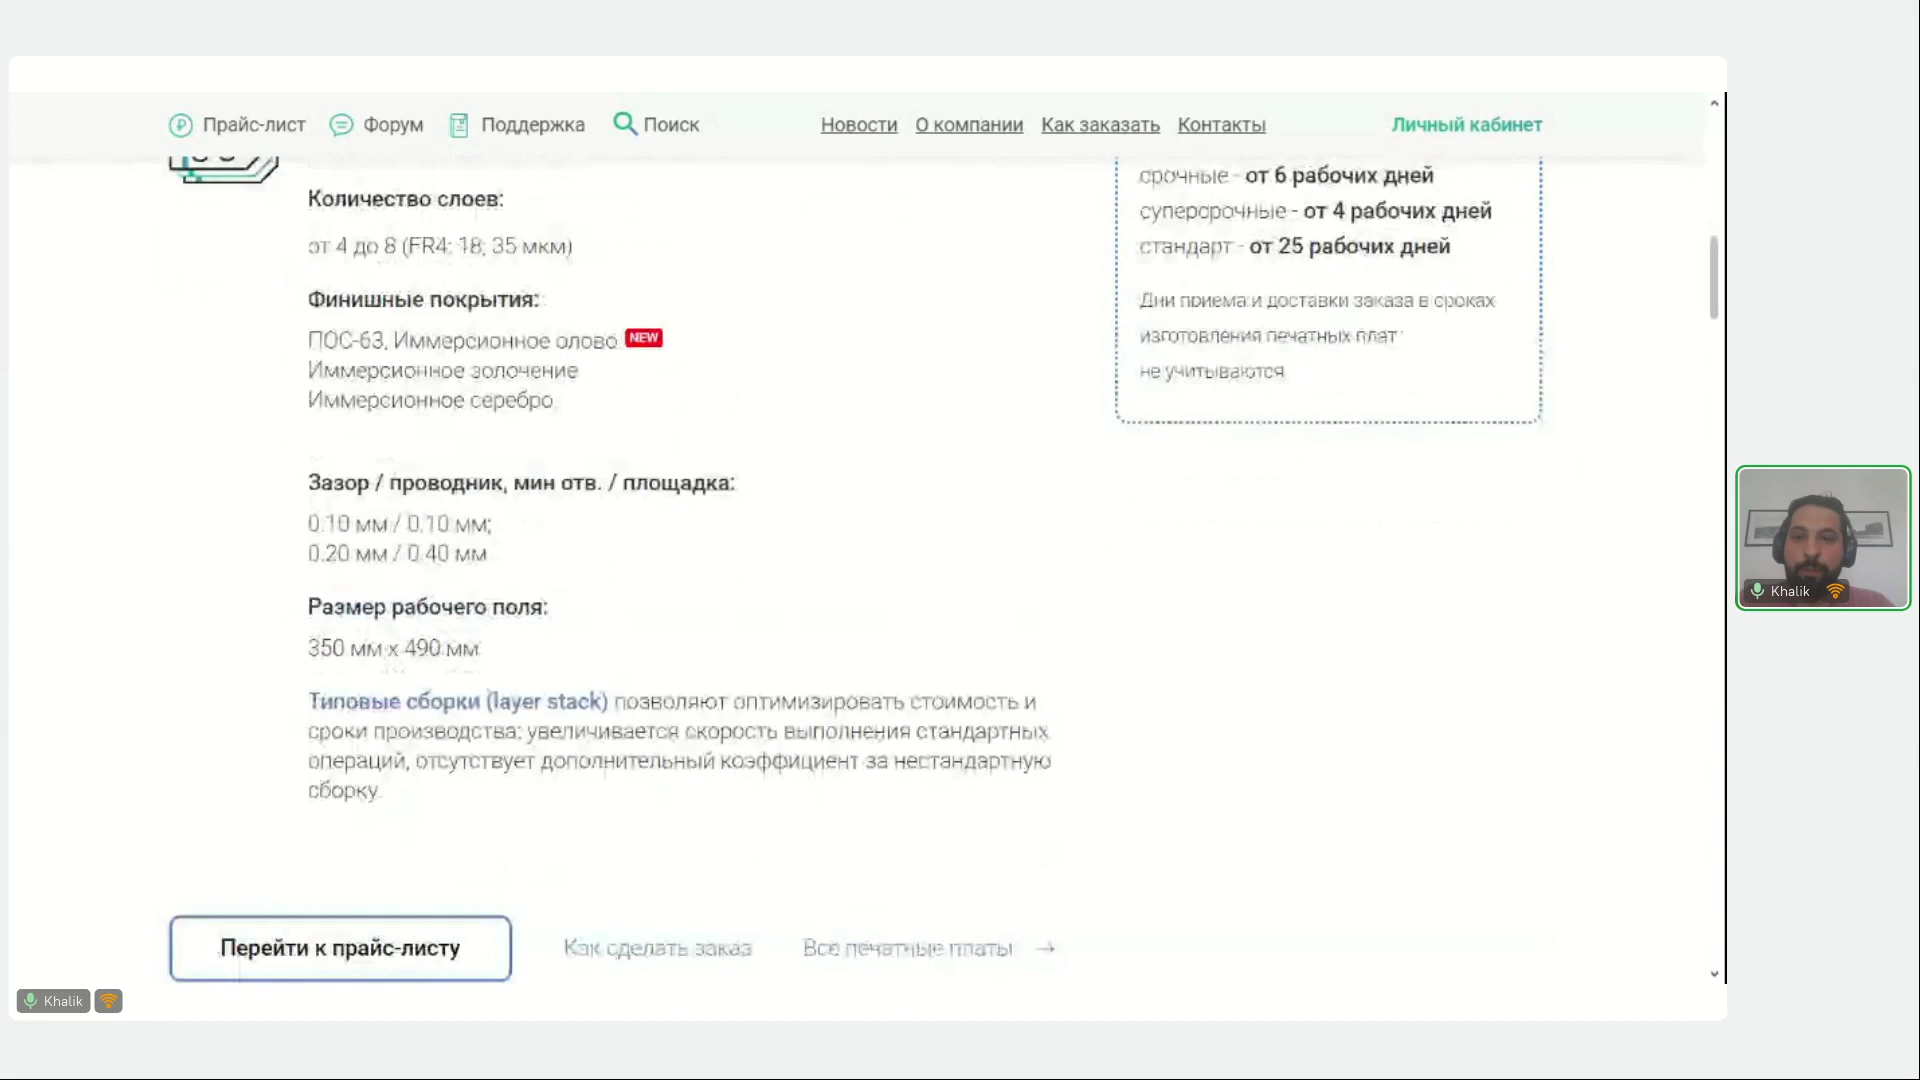 Прайс-лист Форум Поддержка Поиск Новости О компании Как заказать Контакты Личный кабинет
Количество слоев:
от 4 до 8 (FR4; 18; 35 мкм)
Финишные покрытия:
ПОС-63, Иммерсионное олово NEW
Иммерсионное золочение
Иммерсионное серебро.
Зазор / проводник, мин отв. / площадка:
0.10 мм / 0.10 мм;
0.20 мм / 0.40 мм
Размер рабочего поля:
350 мм x 490 мм
Типовые сборки (layer stack) позволяют оптимизировать стоимость и
сроки производства: увеличивается скорость выполнения стандартных
операций, отсутствует дополнительный коэффициент за нестандартную
сборку.
срочные - от 6 рабочих дней
суперсрочные - от 4 рабочих дней
стандарт - от 25 рабочих дней
Дни приема и доставки заказа в сроках
изготовления печатных плат
не учитываются
Перейти к прайс-листу Как сделать заказ Все печатные платы →
Khalik
Khalik